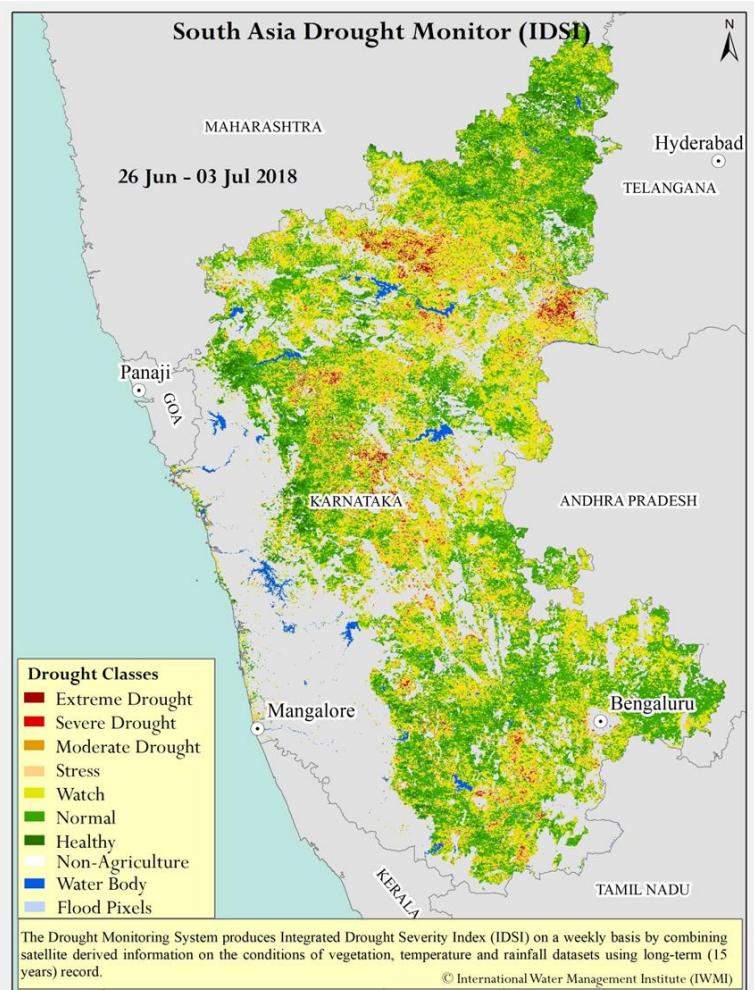 South Asia Drought Monitor (IDSI)
N
MAHARASHTRA
Hyderabad
26 Jun - 03 Jul 2018
TELANGANA
Panaji
GOA
KARNATAKA
ANDHRA PRADESH
Drought Classes
Extreme Drought
Severe Drought
Moderate Drought
Stress
Watch
Normal
Healthy
Non-Agriculture
Water Body
Flood Pixels
Mangalore
Bengaluru
KERALA
TAMIL NADU
The Drought Monitoring System produces Integrated Drought Severity Index (IDSI) on a weekly basis by combining
satellite derived information on the conditions of vegetation, temperature and rainfall datasets using long-term (15
years) record.
© International Water Management Institute (IWMI)